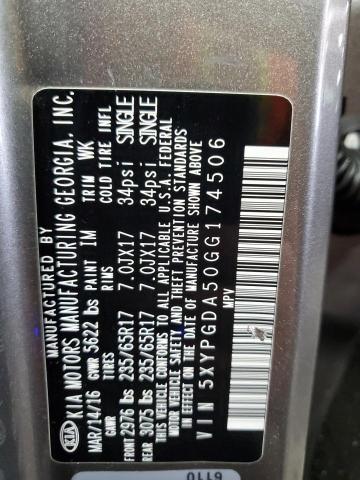 MANUFACTURED BY
KIA KIA MOTORS MANUFACTURING GEORGIA, INC.
MAR/14/16 GVWR 5622 lbs PAINT IM TRIM WK
GAWR TIRES RIMS COLD TIRE INFL
FRONT 2976 lbs 235/65R17 7.0JX17 34psi SINGLE
REAR 3075 lbs 235/65R17 7.0JX17 34psi SINGLE
THIS VEHICLE CONFORMS TO ALL APPLICABLE U.S.A. FEDERAL
MOTOR VEHICLE SAFETY AND THEFT PREVENTION STANDARDS
IN EFFECT ON THE DATE OF MANUFACTURE SHOWN ABOVE
VIN 5XYPGDA50GG174506
MPV
6110